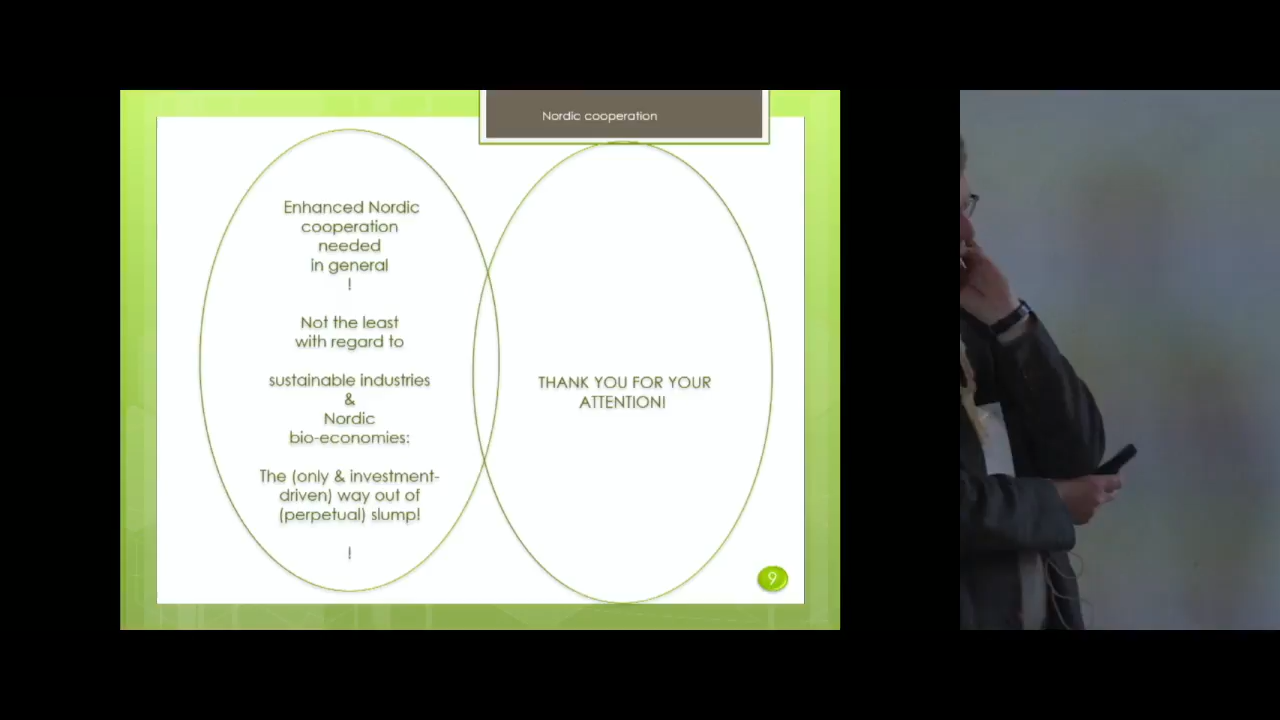 Nordic cooperation
Enhanced Nordic
cooperation
needed
in general
!
Not the least
with regard to
sustainable industries
&
Nordic
bio-economies:
The (only & investment-
driven) way out of
(perpetual) slump!
!
THANK YOU FOR YOUR
ATTENTION!
9